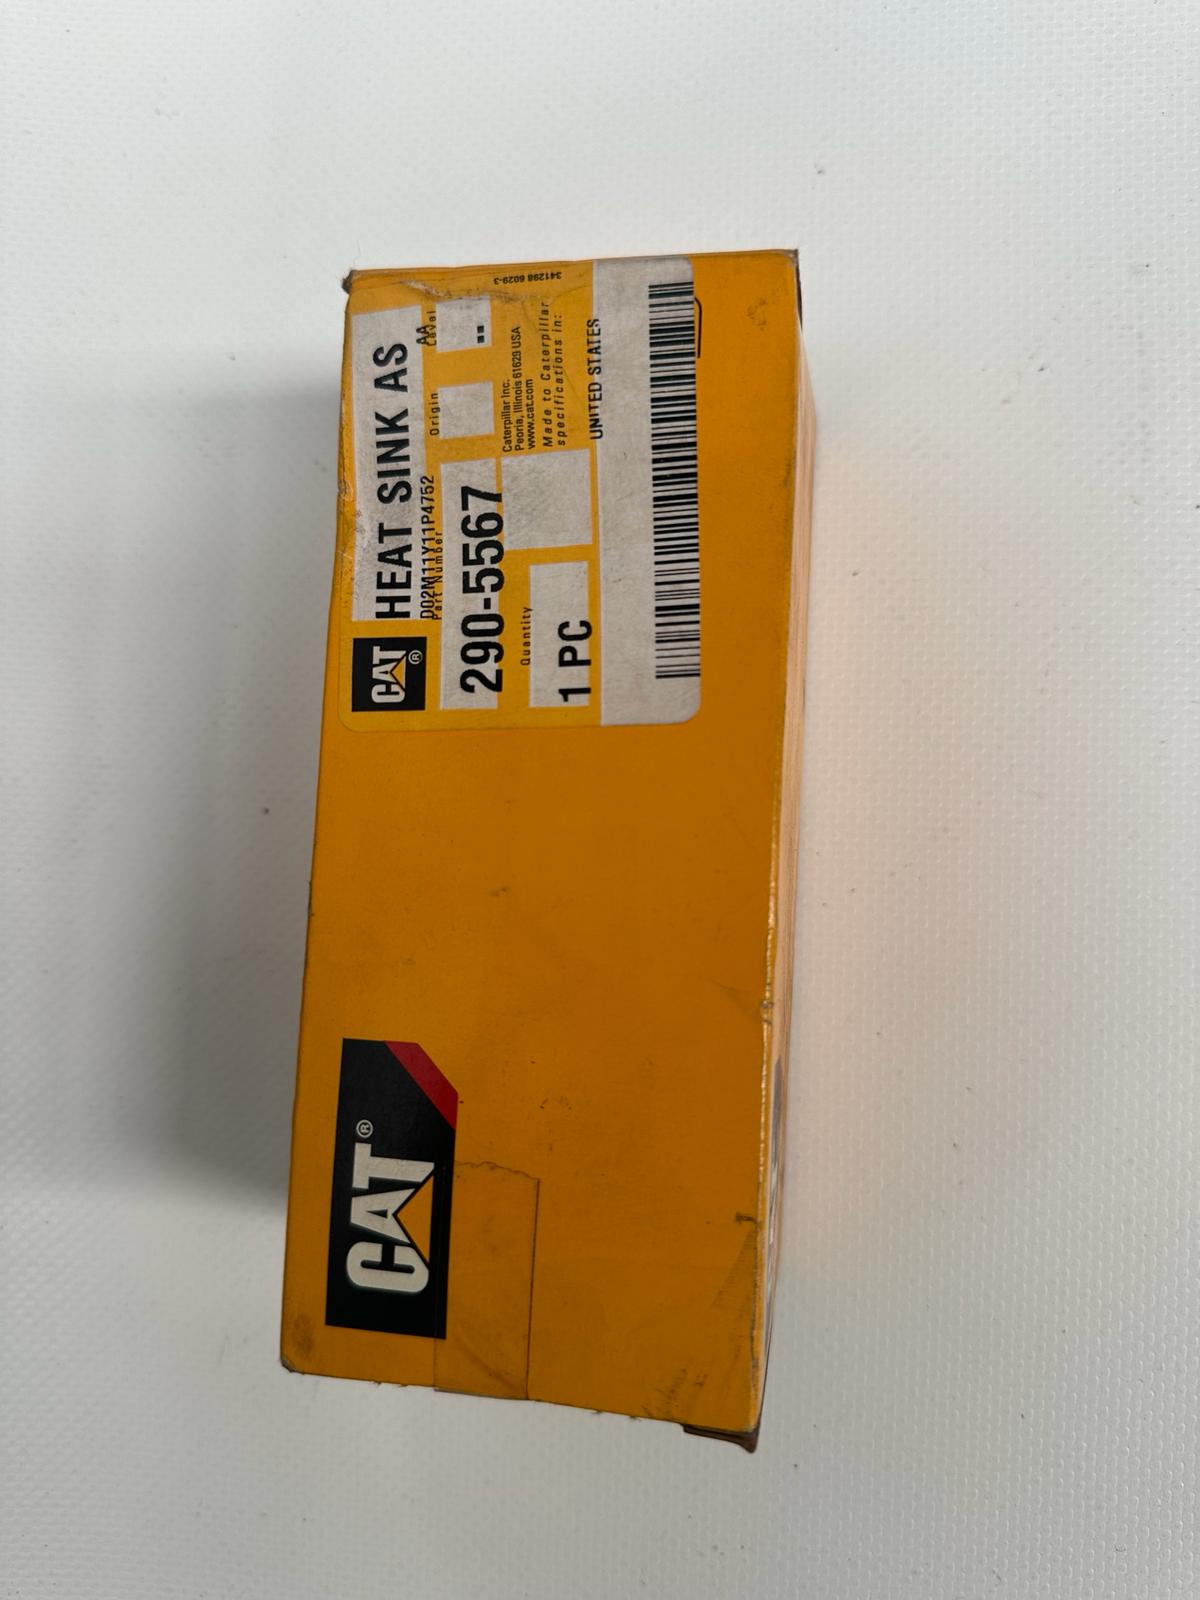 CAT®
HEAT SINK AS
D02M11Y11P4752
AA
Part Number
Origin
Level
290-5567
--
Quantity
1 PC
Caterpillar Inc.
Peoria, Illinois 61629 USA
www.cat.com
Made to Caterpillar
specifications in:
UNITED STATES
341298 6029-3
CAT®